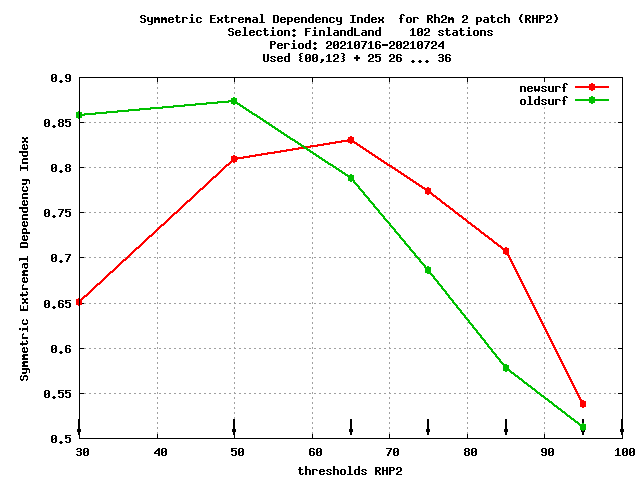 Symmetric Extremal Dependency Index  for Rh2m 2 patch (RHP2)
Selection: FinlandLand    102 stations
Period: 20210716-20210724
Used {00,12} + 25 26 ... 36
newsurf
oldsurf
Symmetric Extremal Dependency Index
0.9
0.85
0.8
0.75
0.7
0.65
0.6
0.55
0.5
30 40 50 60 70 80 90 100
thresholds RHP2